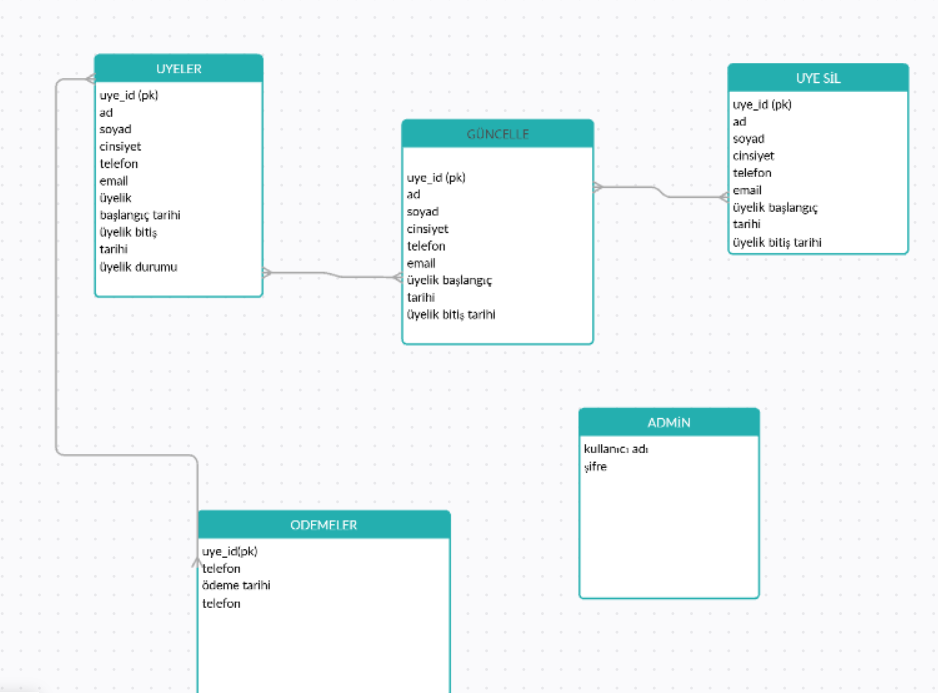 UYELER
uye_id (pk)
ad
soyad
cinsiyet
telefon
email
üyelik
başlangıç tarihi
üyelik bitiş
tarihi
üyelik durumu
GÜNCELLE
uye_id (pk)
ad
soyad
cinsiyet
telefon
email
üyelik başlangıç
tarihi
üyelik bitiş tarihi
UYE SİL
uye_id (pk)
ad
soyad
cinsiyet
telefon
email
üyelik başlangıç
tarihi
üyelik bitiş tarihi
ADMİN
kullanıcı adı
şifre
ODEMELER
uye_id(pk)
telefon
ödeme tarihi
telefon